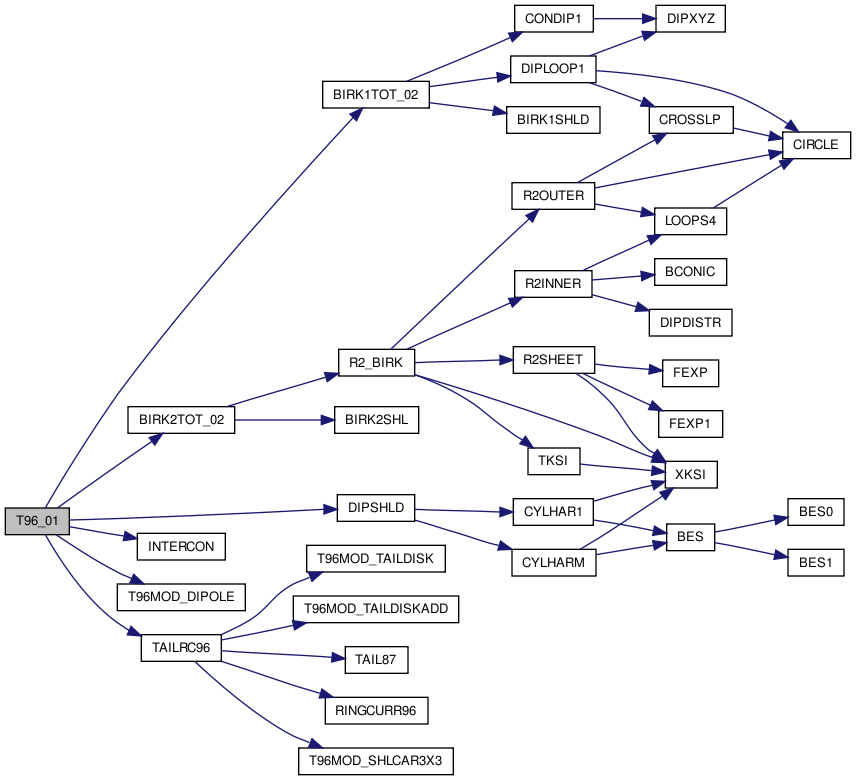 CONDIP1
DIPXYZ
DIPLOOP1
BIRK1TOT_02
BIRK1SHLD
CROSSLP
CIRCLE
R2OUTER
LOOPS4
BCONIC
R2INNER
DIPDISTR
R2_BIRK
R2SHEET
FEXP
BIRK2TOT_02
BIRK2SHL
FEXP1
TKSI
XKSI
T96_01
DIPSHLD
CYLHAR1
BES0
INTERCON
BES
T96MOD_TAILDISK
CYLHARM
BES1
T96MOD_DIPOLE
T96MOD_TAILDISKADD
TAILRC96
TAIL87
RINGCURR96
T96MOD_SHLCAR3X3